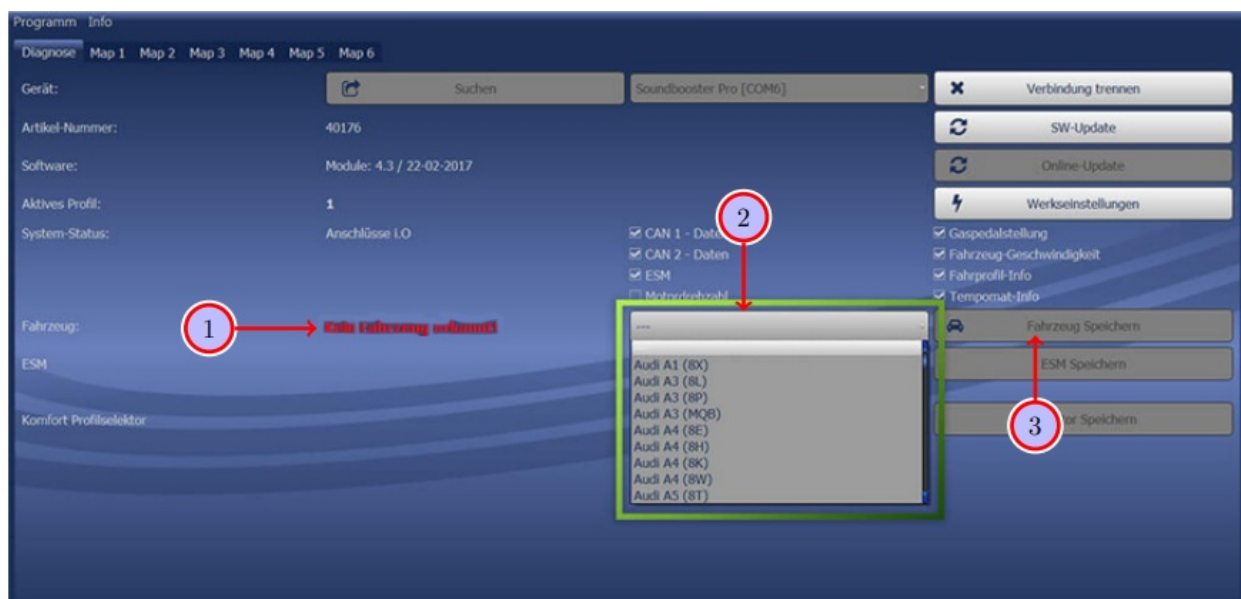 Programm Info
Diagnose Map 1 Map 2 Map 3 Map 4 Map 5 Map 6
Gerät: Suchen Soundbooster Pro [COM6] Verbindung trennen
Artikel-Nummer: 40176 SW-Update
Software: Module: 4.3 / 22-02-2017 Online-Update
Aktives Profil: 1 Werkseinstellungen
2
System-Status: Anschlüsse i.O CAN 1 - Daten Gaspedalstellung
CAN 2 - Daten Fahrzeug-Geschwindigkeit
ESM Fahrprofil-Info
Motordrehzahl Tempomat-Info
Fahrzeug: 1 Kein Fahrzeug erkannt! --- Fahrzeug Speichern
---
ESM Audi A1 (8X) ESM Speichern
Audi A3 (8L)
Audi A3 (8P)
Komfort Profilselektor Audi A3 (MQB) 3 Speichern
Audi A4 (8E)
Audi A4 (8H)
Audi A4 (8K)
Audi A4 (8W)
Audi A5 (8T)